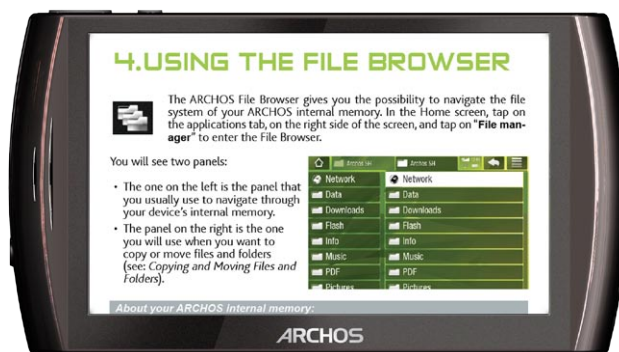 4.USING THE FILE BROWSER
The ARCHOS File Browser gives you the possibility to navigate the file
system of your ARCHOS internal memory. In the Home screen, tap on
the applications tab, on the right side of the screen, and tap on "File man-
ager" to enter the File Browser.
You will see two panels:
• The one on the left is the panel that
you usually use to navigate through
your device's internal memory.
• The panel on the right is the one
you will use when you want to
copy or move files and folders
(see: Copying and Moving Files and
Folders).
Archos 5H Archos 5H
Network Network
Data Data
Downloads Downloads
Flash Flash
Info Info
Music Music
PDF PDF
Pictures Pictures
About your ARCHOS internal memory:
ARCHOS